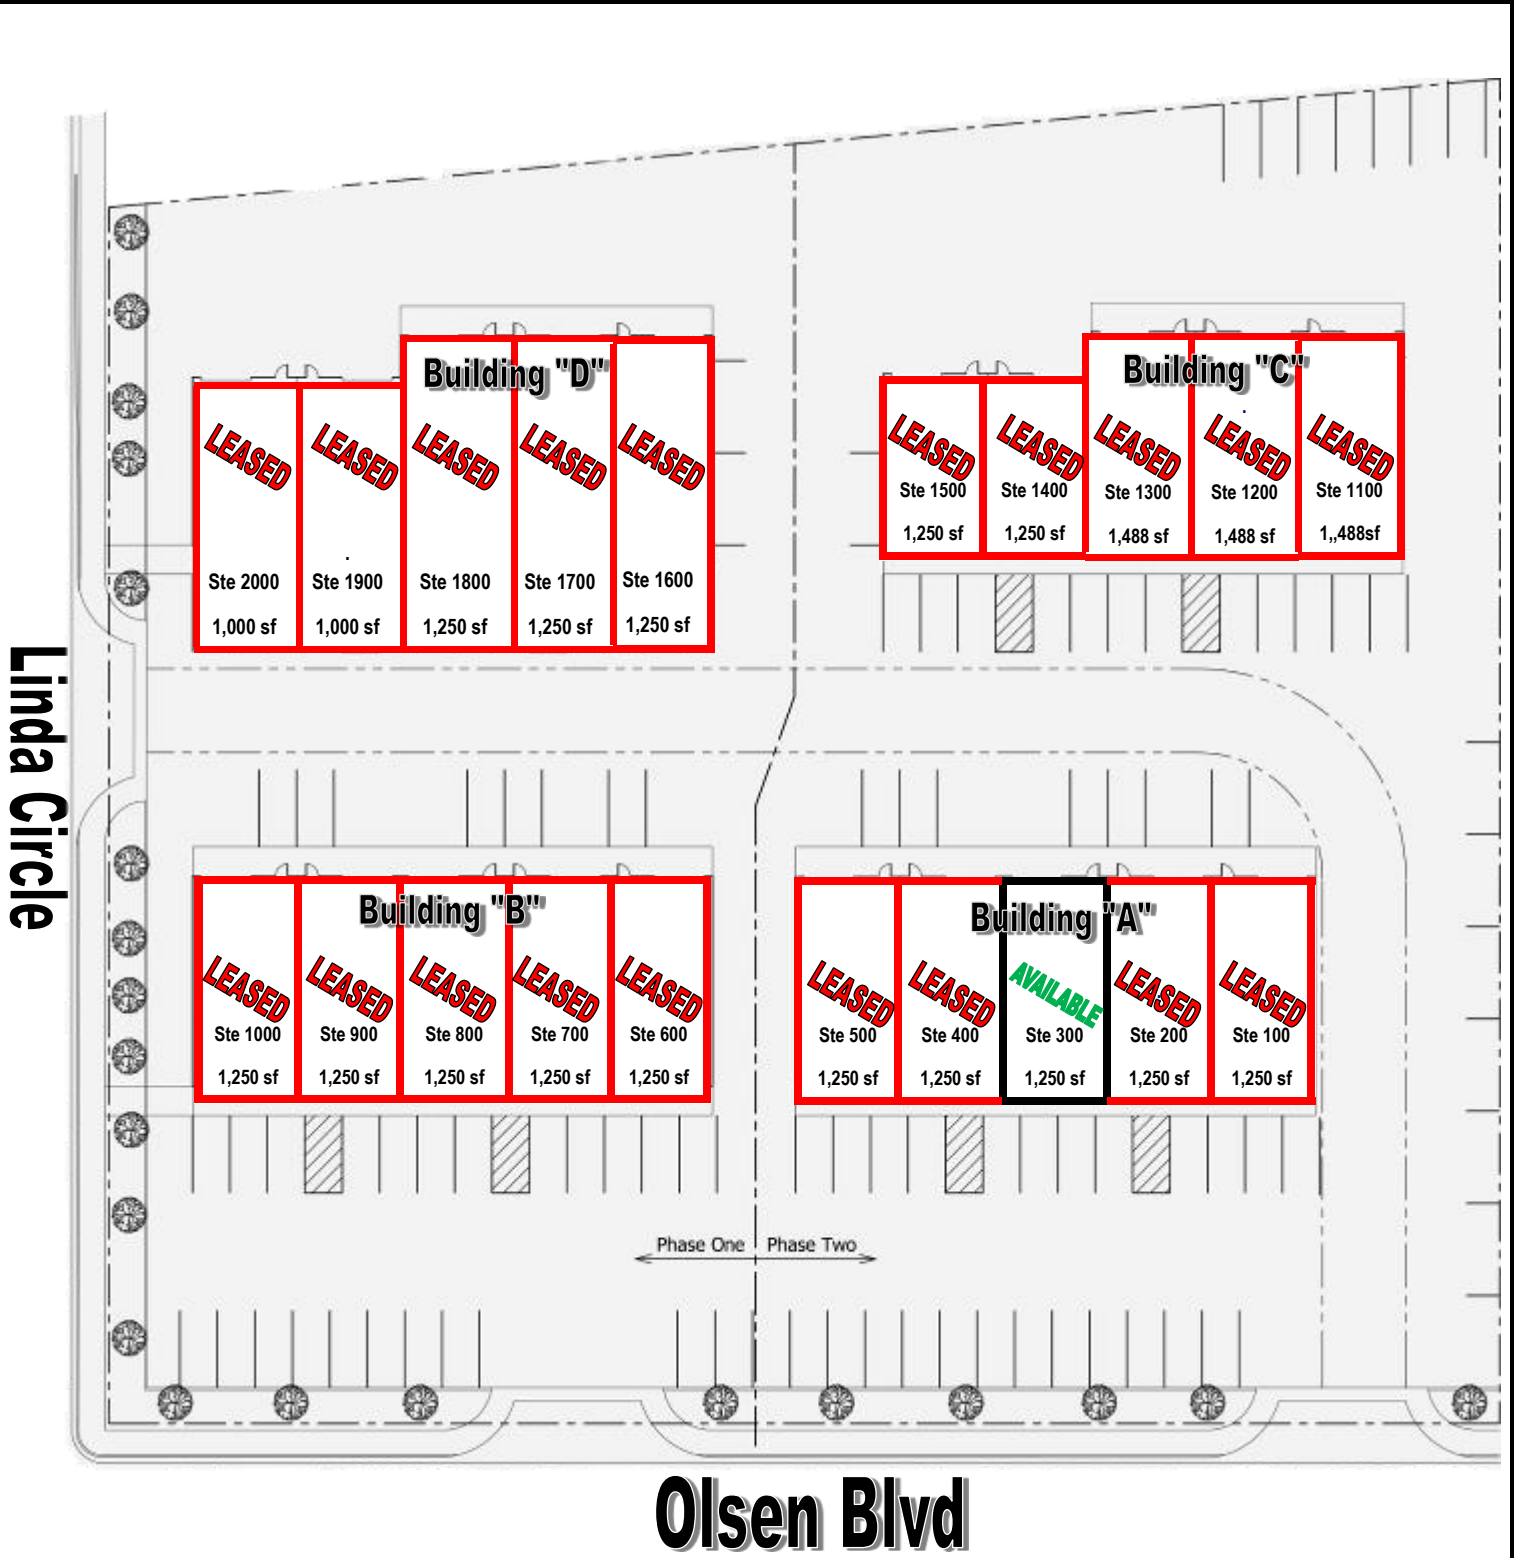 Building "D"
LEASED LEASED LEASED LEASED LEASED
Ste 2000 Ste 1900 Ste 1800 Ste 1700 Ste 1600
1,000 sf 1,000 sf 1,250 sf 1,250 sf 1,250 sf
Building "C"
LEASED LEASED LEASED LEASED LEASED
Ste 1500 Ste 1400 Ste 1300 Ste 1200 Ste 1100
1,250 sf 1,250 sf 1,488 sf 1,488 sf 1,,488sf
Linda Circle
Building "B"
LEASED LEASED LEASED LEASED LEASED
Ste 1000 Ste 900 Ste 800 Ste 700 Ste 600
1,250 sf 1,250 sf 1,250 sf 1,250 sf 1,250 sf
Building "A"
LEASED LEASED AVAILABLE LEASED LEASED
Ste 500 Ste 400 Ste 300 Ste 200 Ste 100
1,250 sf 1,250 sf 1,250 sf 1,250 sf 1,250 sf
Phase One Phase Two
Olsen Blvd